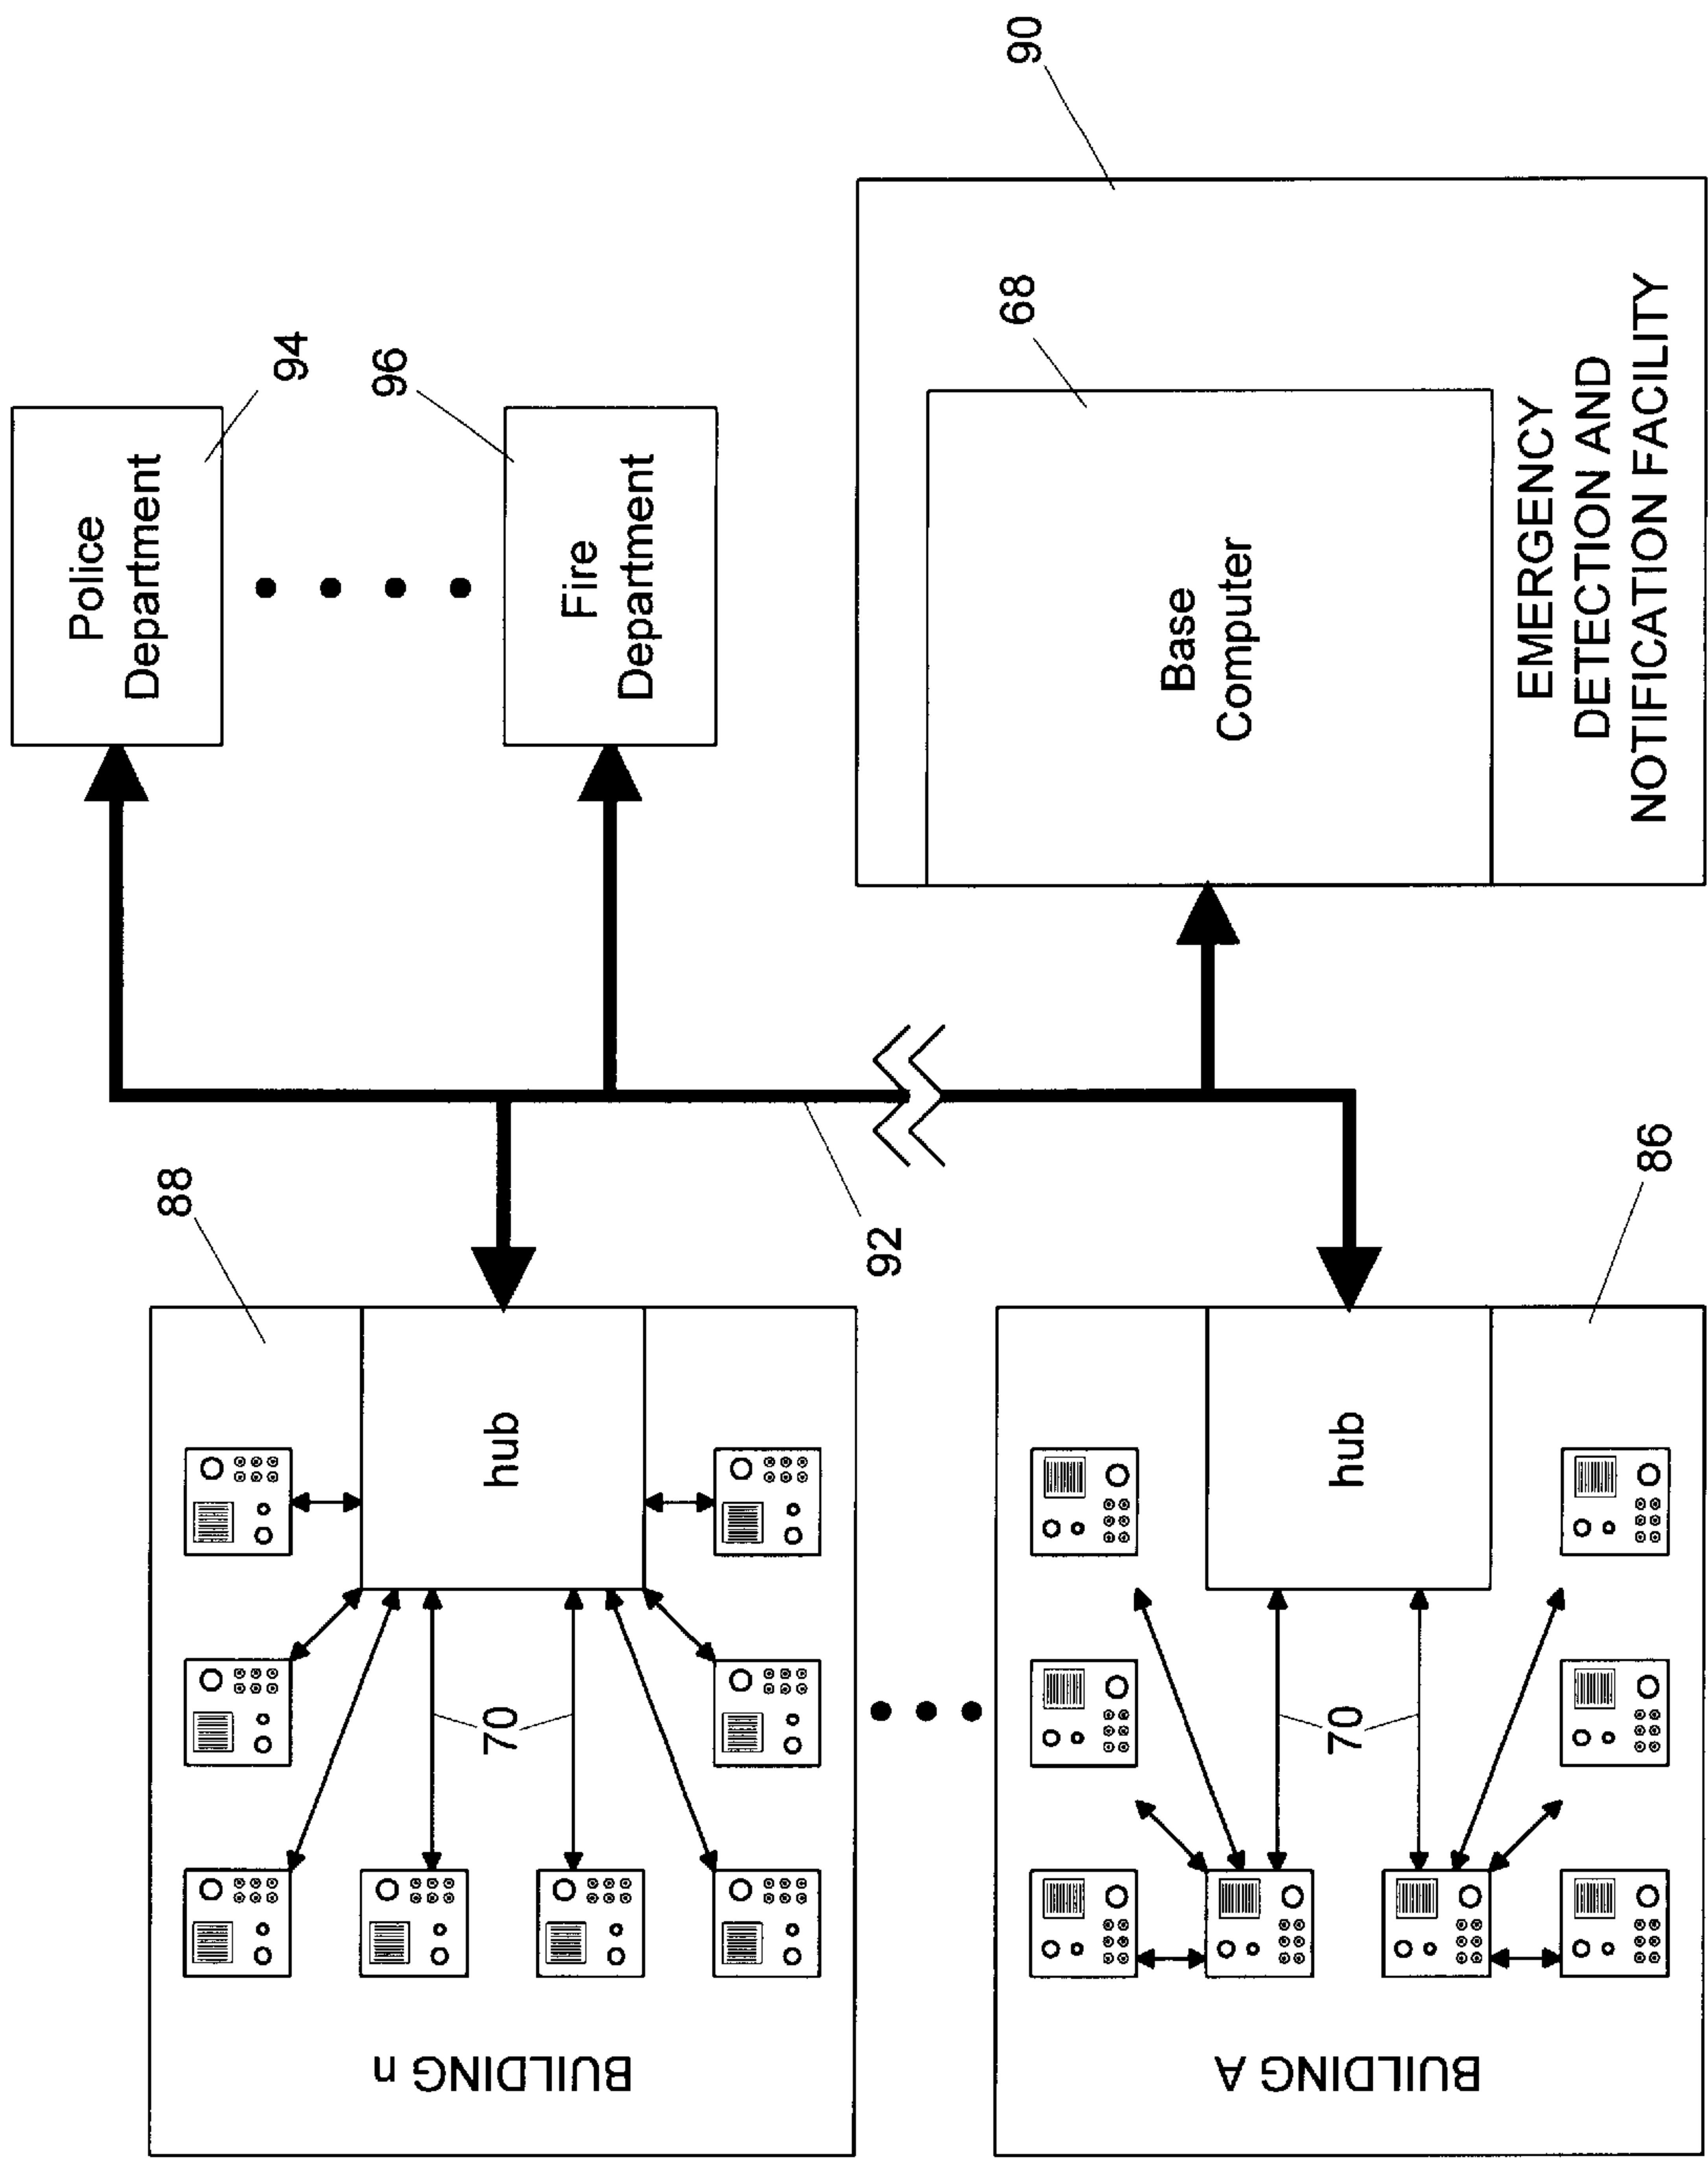 BUILDING n
70
hub
88
Police
Department
94
96
Fire
Department
92
BUILDING A
70
hub
86
90
68
Base
Computer
EMERGENCY
DETECTION AND
NOTIFICATION FACILITY